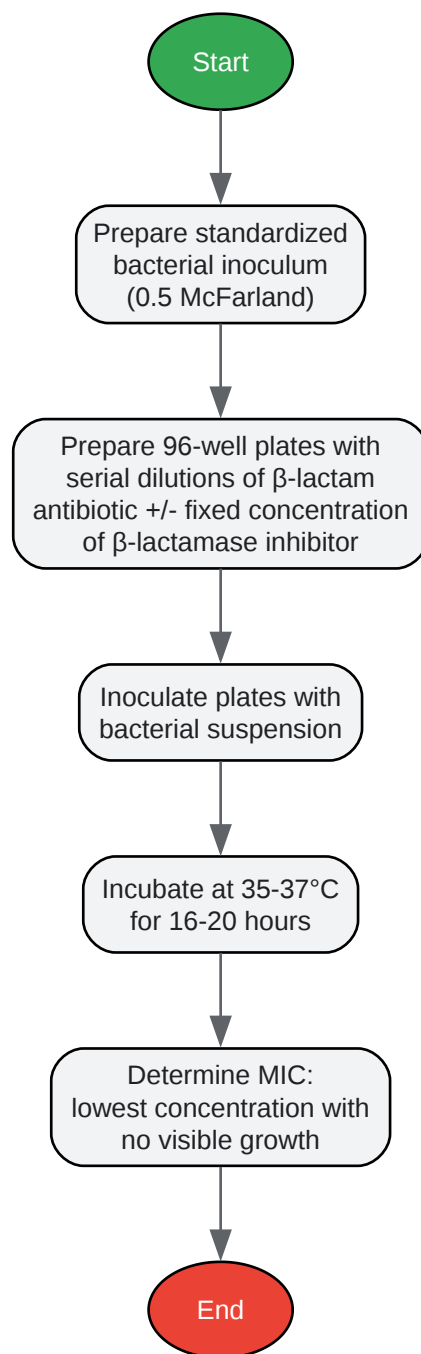 Start
Prepare standardized
bacterial inoculum
(0.5 McFarland)
Prepare 96-well plates with
serial dilutions of β-lactam
antibiotic +/- fixed concentration
of β-lactamase inhibitor
Inoculate plates with
bacterial suspension
Incubate at 35-37°C
for 16-20 hours
Determine MIC:
lowest concentration with
no visible growth
End